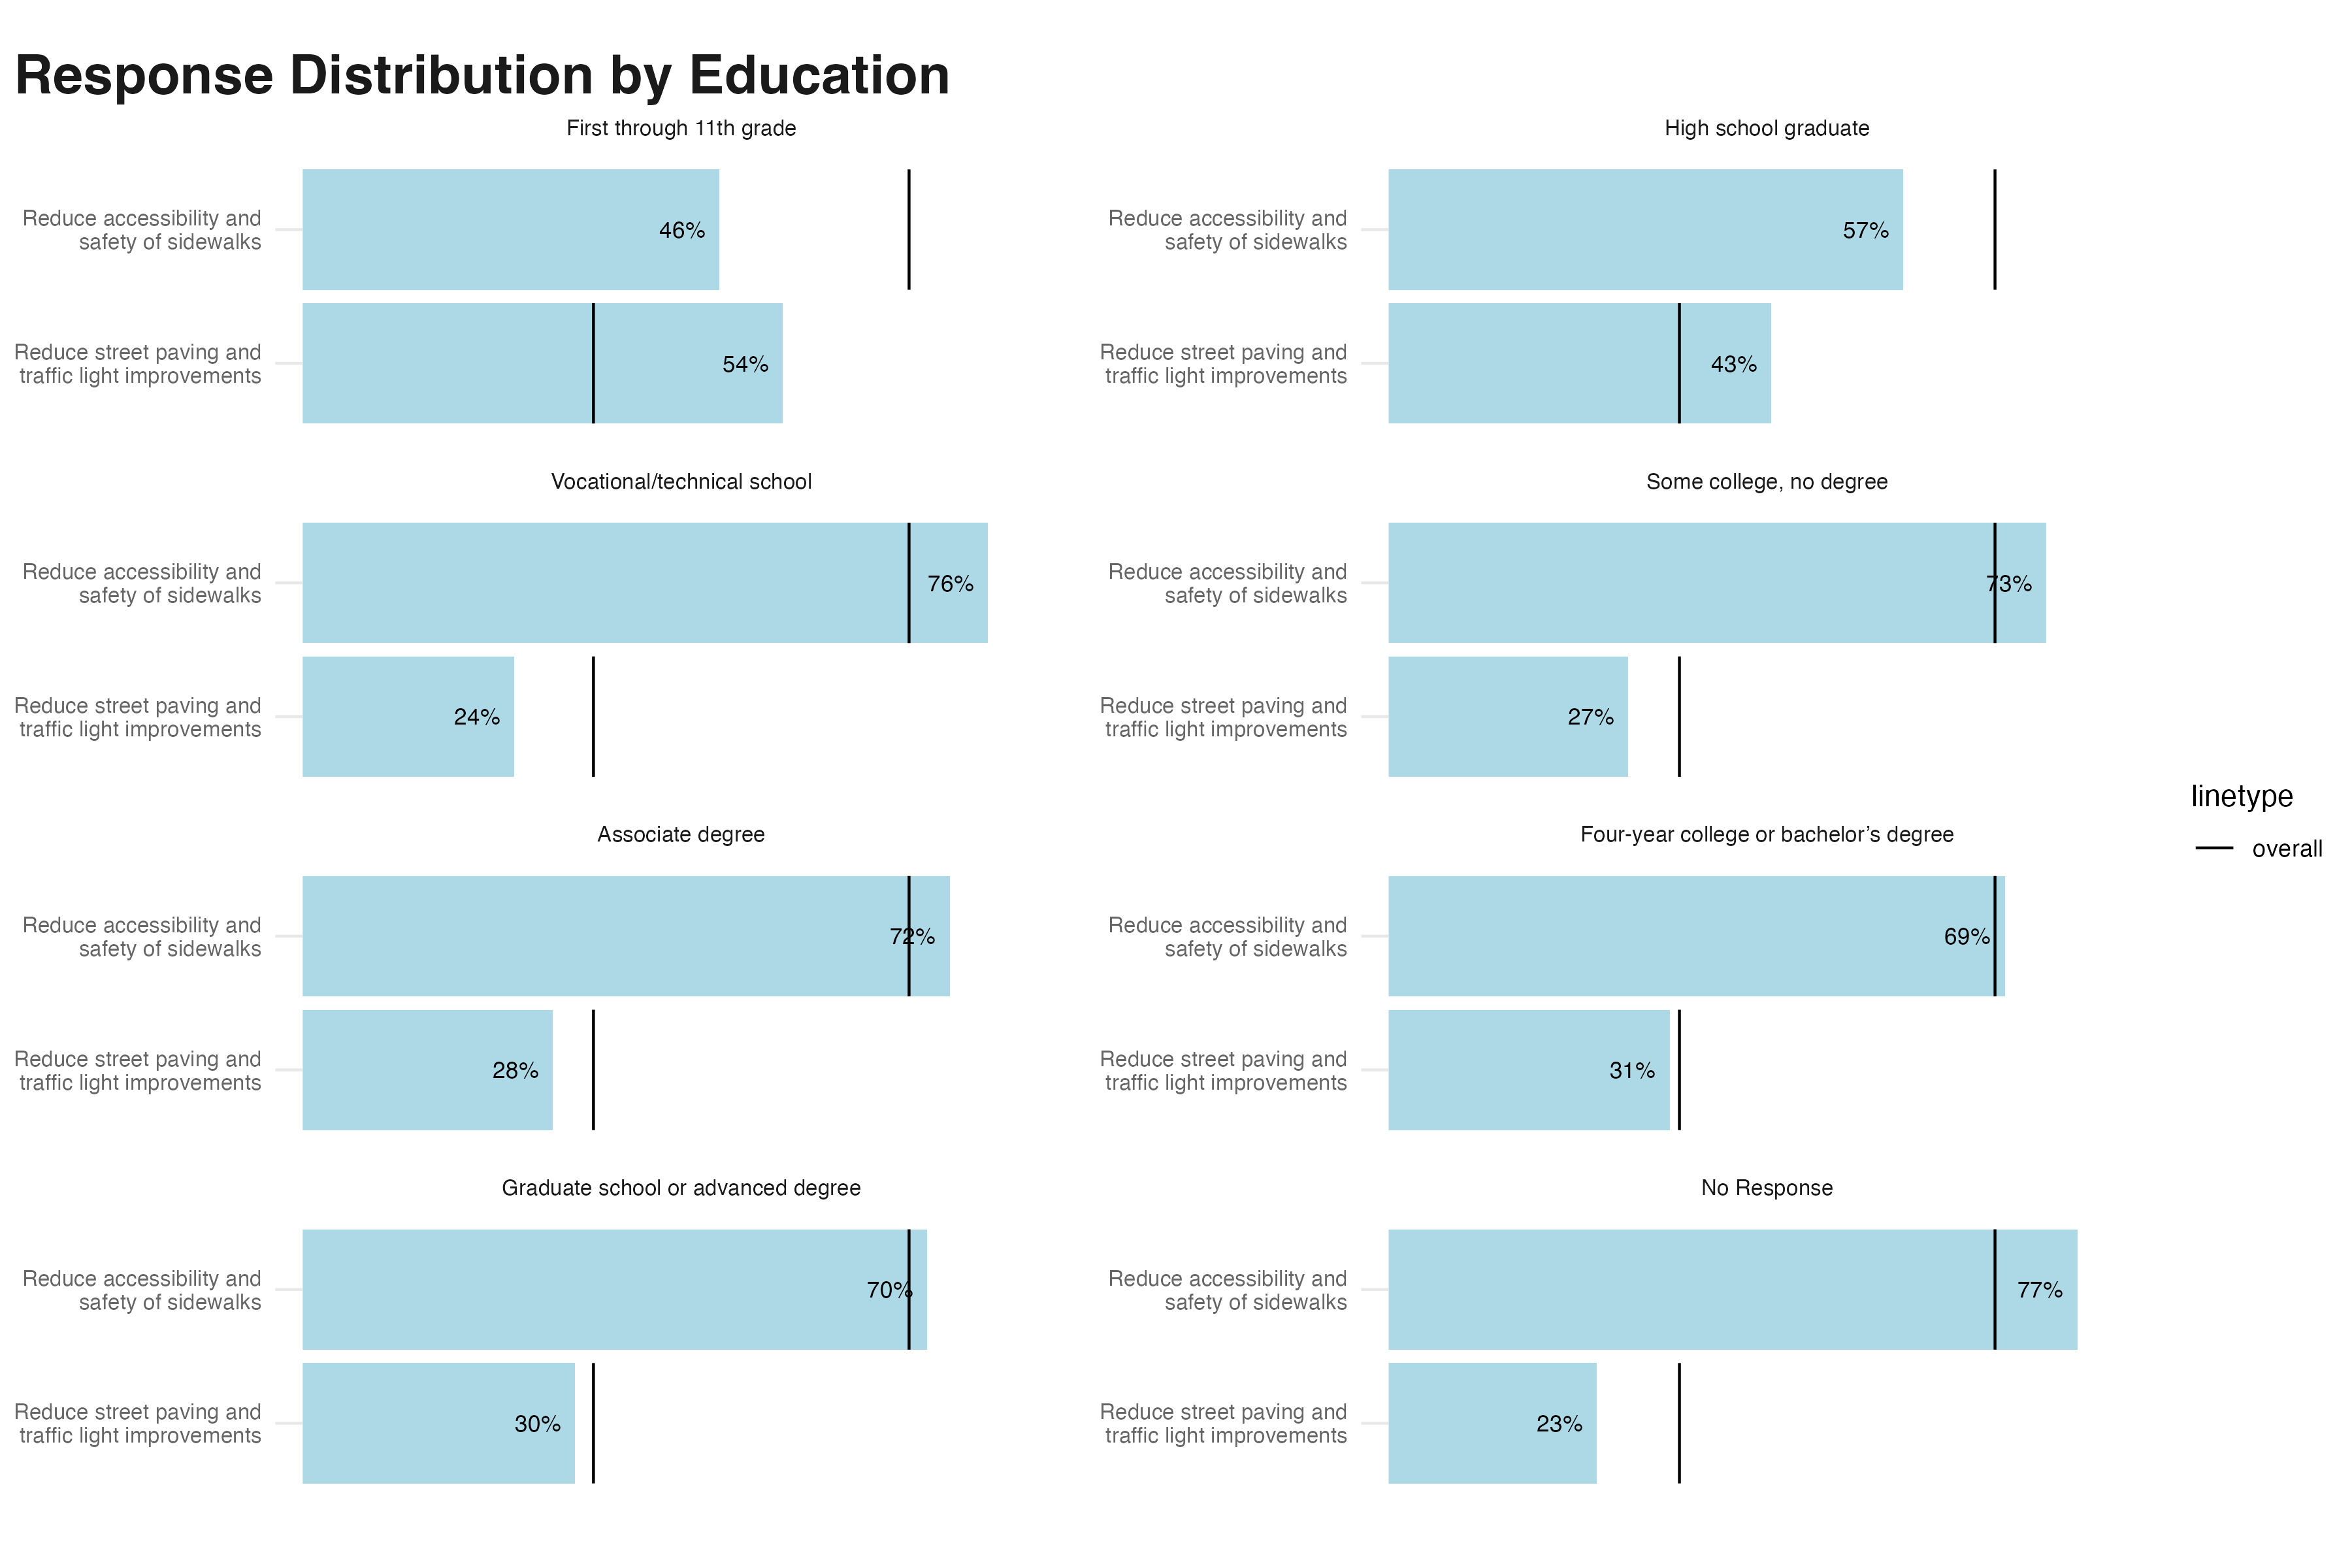 Response Distribution by Education
First through 11th grade
Reduce accessibility and
safety of sidewalks
46%
Reduce street paving and
traffic light improvements
54%
High school graduate
Reduce accessibility and
safety of sidewalks
57%
Reduce street paving and
traffic light improvements
43%
Vocational/technical school
Reduce accessibility and
safety of sidewalks
76%
Reduce street paving and
traffic light improvements
24%
Some college, no degree
Reduce accessibility and
safety of sidewalks
73%
Reduce street paving and
traffic light improvements
27%
Associate degree
Reduce accessibility and
safety of sidewalks
72%
Reduce street paving and
traffic light improvements
28%
Four-year college or bachelor’s degree
Reduce accessibility and
safety of sidewalks
69%
Reduce street paving and
traffic light improvements
31%
Graduate school or advanced degree
Reduce accessibility and
safety of sidewalks
70%
Reduce street paving and
traffic light improvements
30%
No Response
Reduce accessibility and
safety of sidewalks
77%
Reduce street paving and
traffic light improvements
23%
linetype
overall